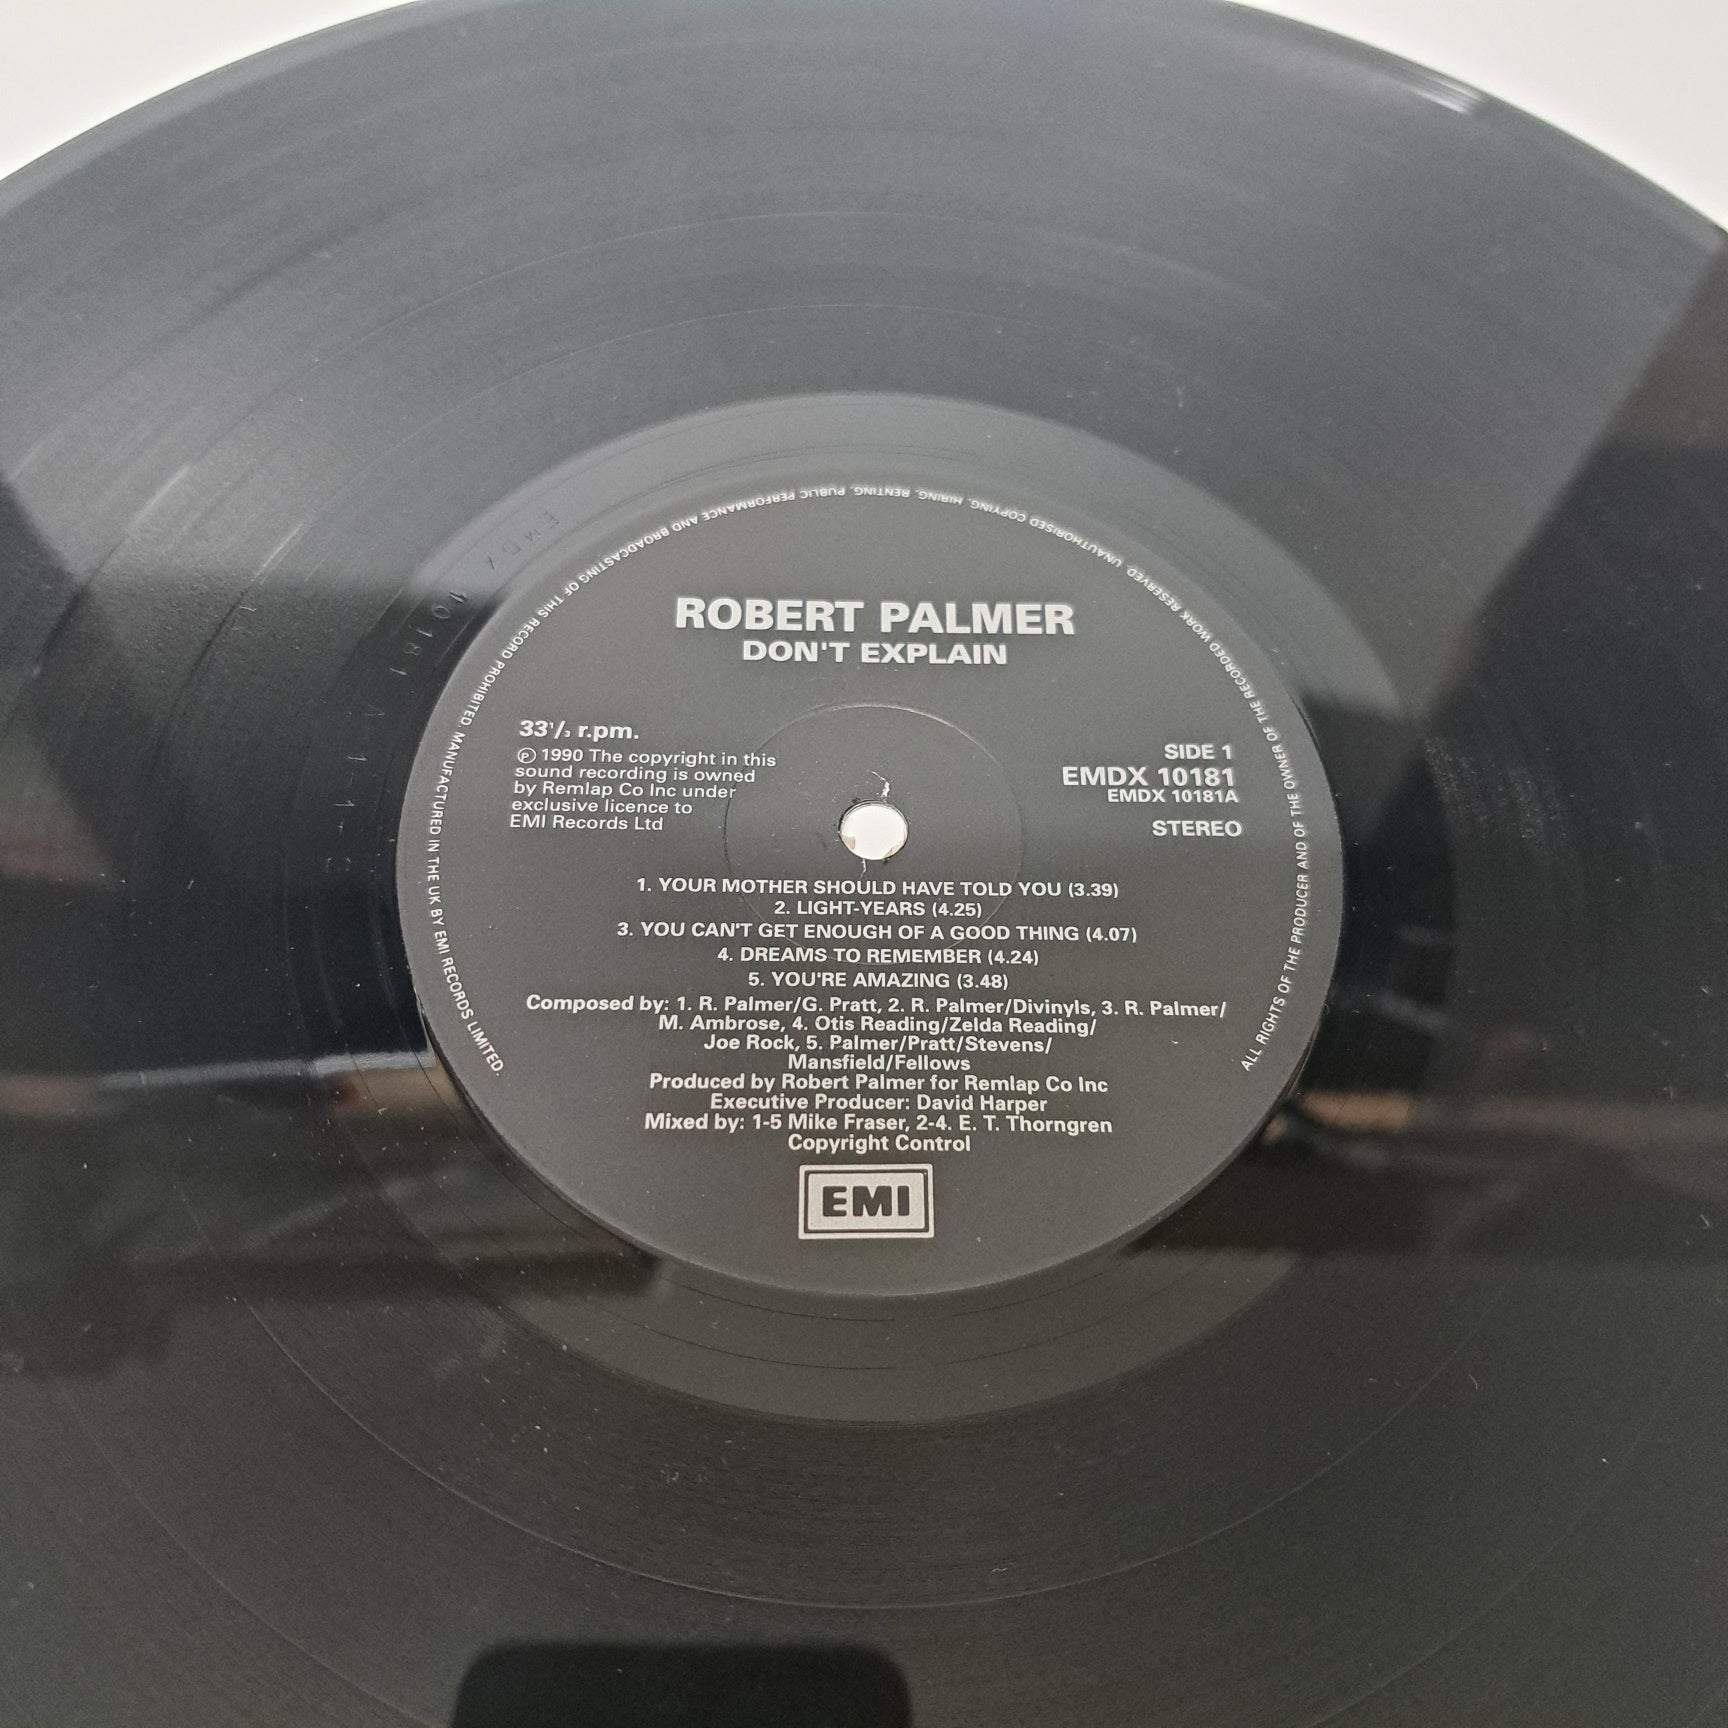 ROBERT PALMER
DON'T EXPLAIN
33⅓ r.p.m.
Ⓟ 1990 The copyright in this
sound recording is owned
by Remlap Co Inc under
exclusive licence to
EMI Records Ltd
SIDE 1
EMDX 10181
EMDX 10181A
STEREO
1. YOUR MOTHER SHOULD HAVE TOLD YOU (3.39)
2. LIGHT-YEARS (4.25)
3. YOU CAN'T GET ENOUGH OF A GOOD THING (4.07)
4. DREAMS TO REMEMBER (4.24)
5. YOU'RE AMAZING (3.48)
Composed by: 1. R. Palmer/G. Pratt, 2. R. Palmer/Divinyls, 3. R. Palmer/
M. Ambrose, 4. Otis Reading/Zelda Reading/
Joe Rock, 5. Palmer/Pratt/Stevens/
Mansfield/Fellows
Produced by Robert Palmer for Remlap Co Inc
Executive Producer: David Harper
Mixed by: 1-5 Mike Fraser, 2-4. E. T. Thorngren
Copyright Control
EMI
ALL RIGHTS OF THE PRODUCER AND OF THE OWNER OF THE RECORDED WORK RESERVED. UNAUTHORISED COPYING, HIRING, RENTING, PUBLIC PERFORMANCE AND BROADCASTING OF THIS RECORD PROHIBITED. MANUFACTURED IN THE UK BY EMI RECORDS LIMITED.
EMDX 10181 A-1-1-